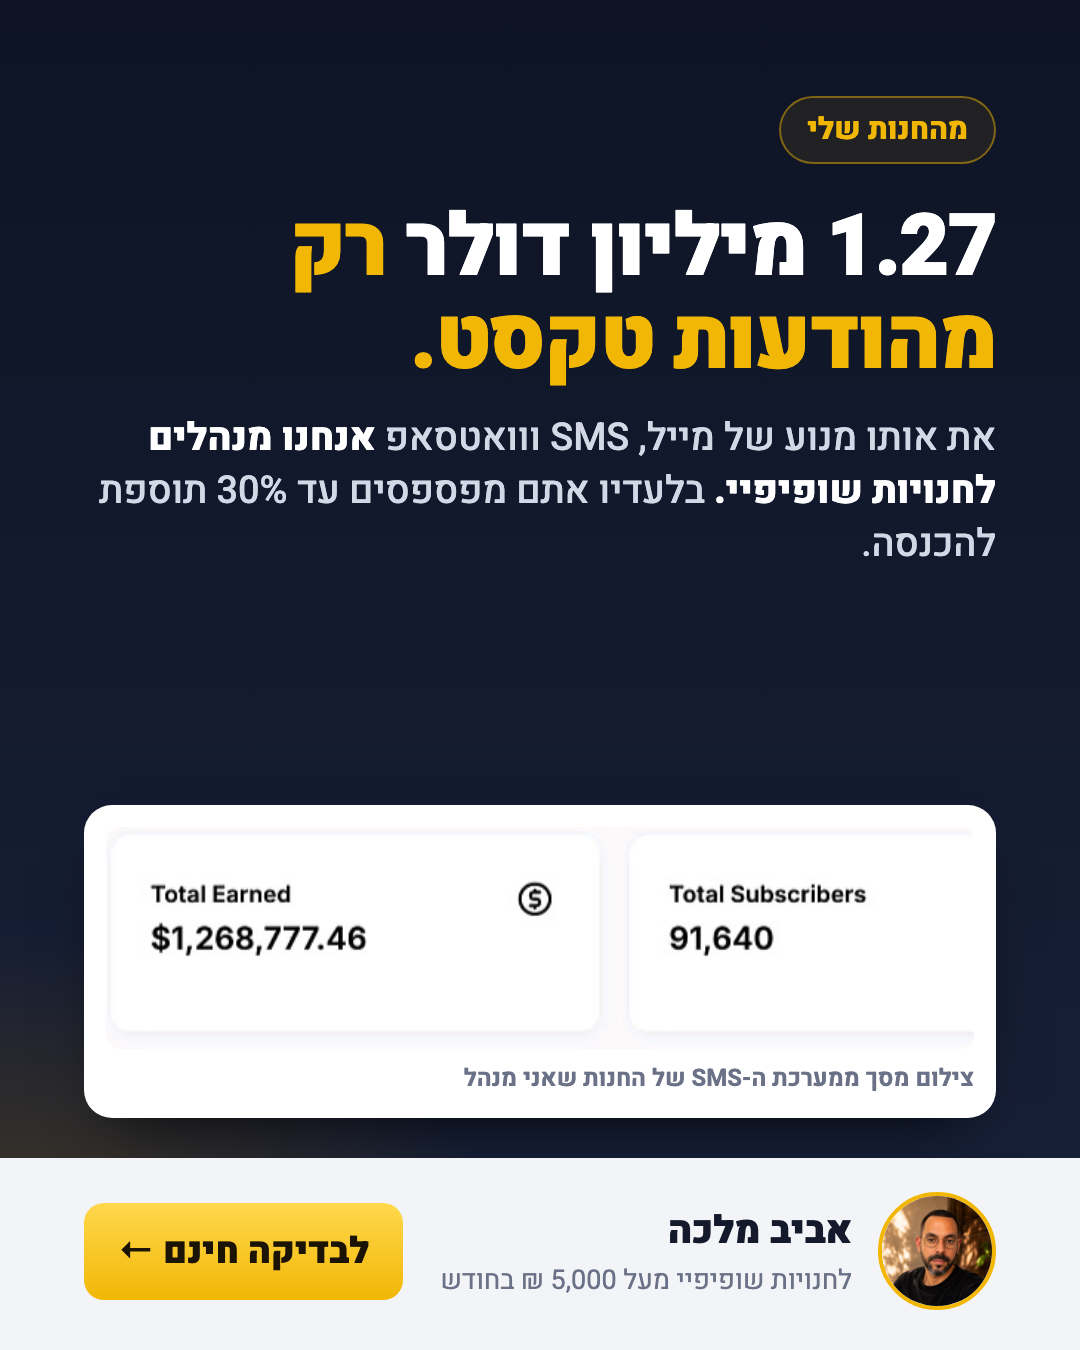 מהחנות שלי
1.27 מיליון דולר רק
מהודעות טקסט.
את אותו מנוע של מייל, SMS וווואטסאפ אנחנו מנהלים
לחנויות שופיפיי. בלעדיו אתם מפספסים עד 30% תוספת
להכנסה.
Total Earned
$1,268,777.46
Total Subscribers
91,640
צילום מסך ממערכת ה-SMS של החנות שאני מנהל
אביב מלכה
לחנויות שופיפיי מעל 5,000 ₪ בחודש
לבדיקה חינם ←